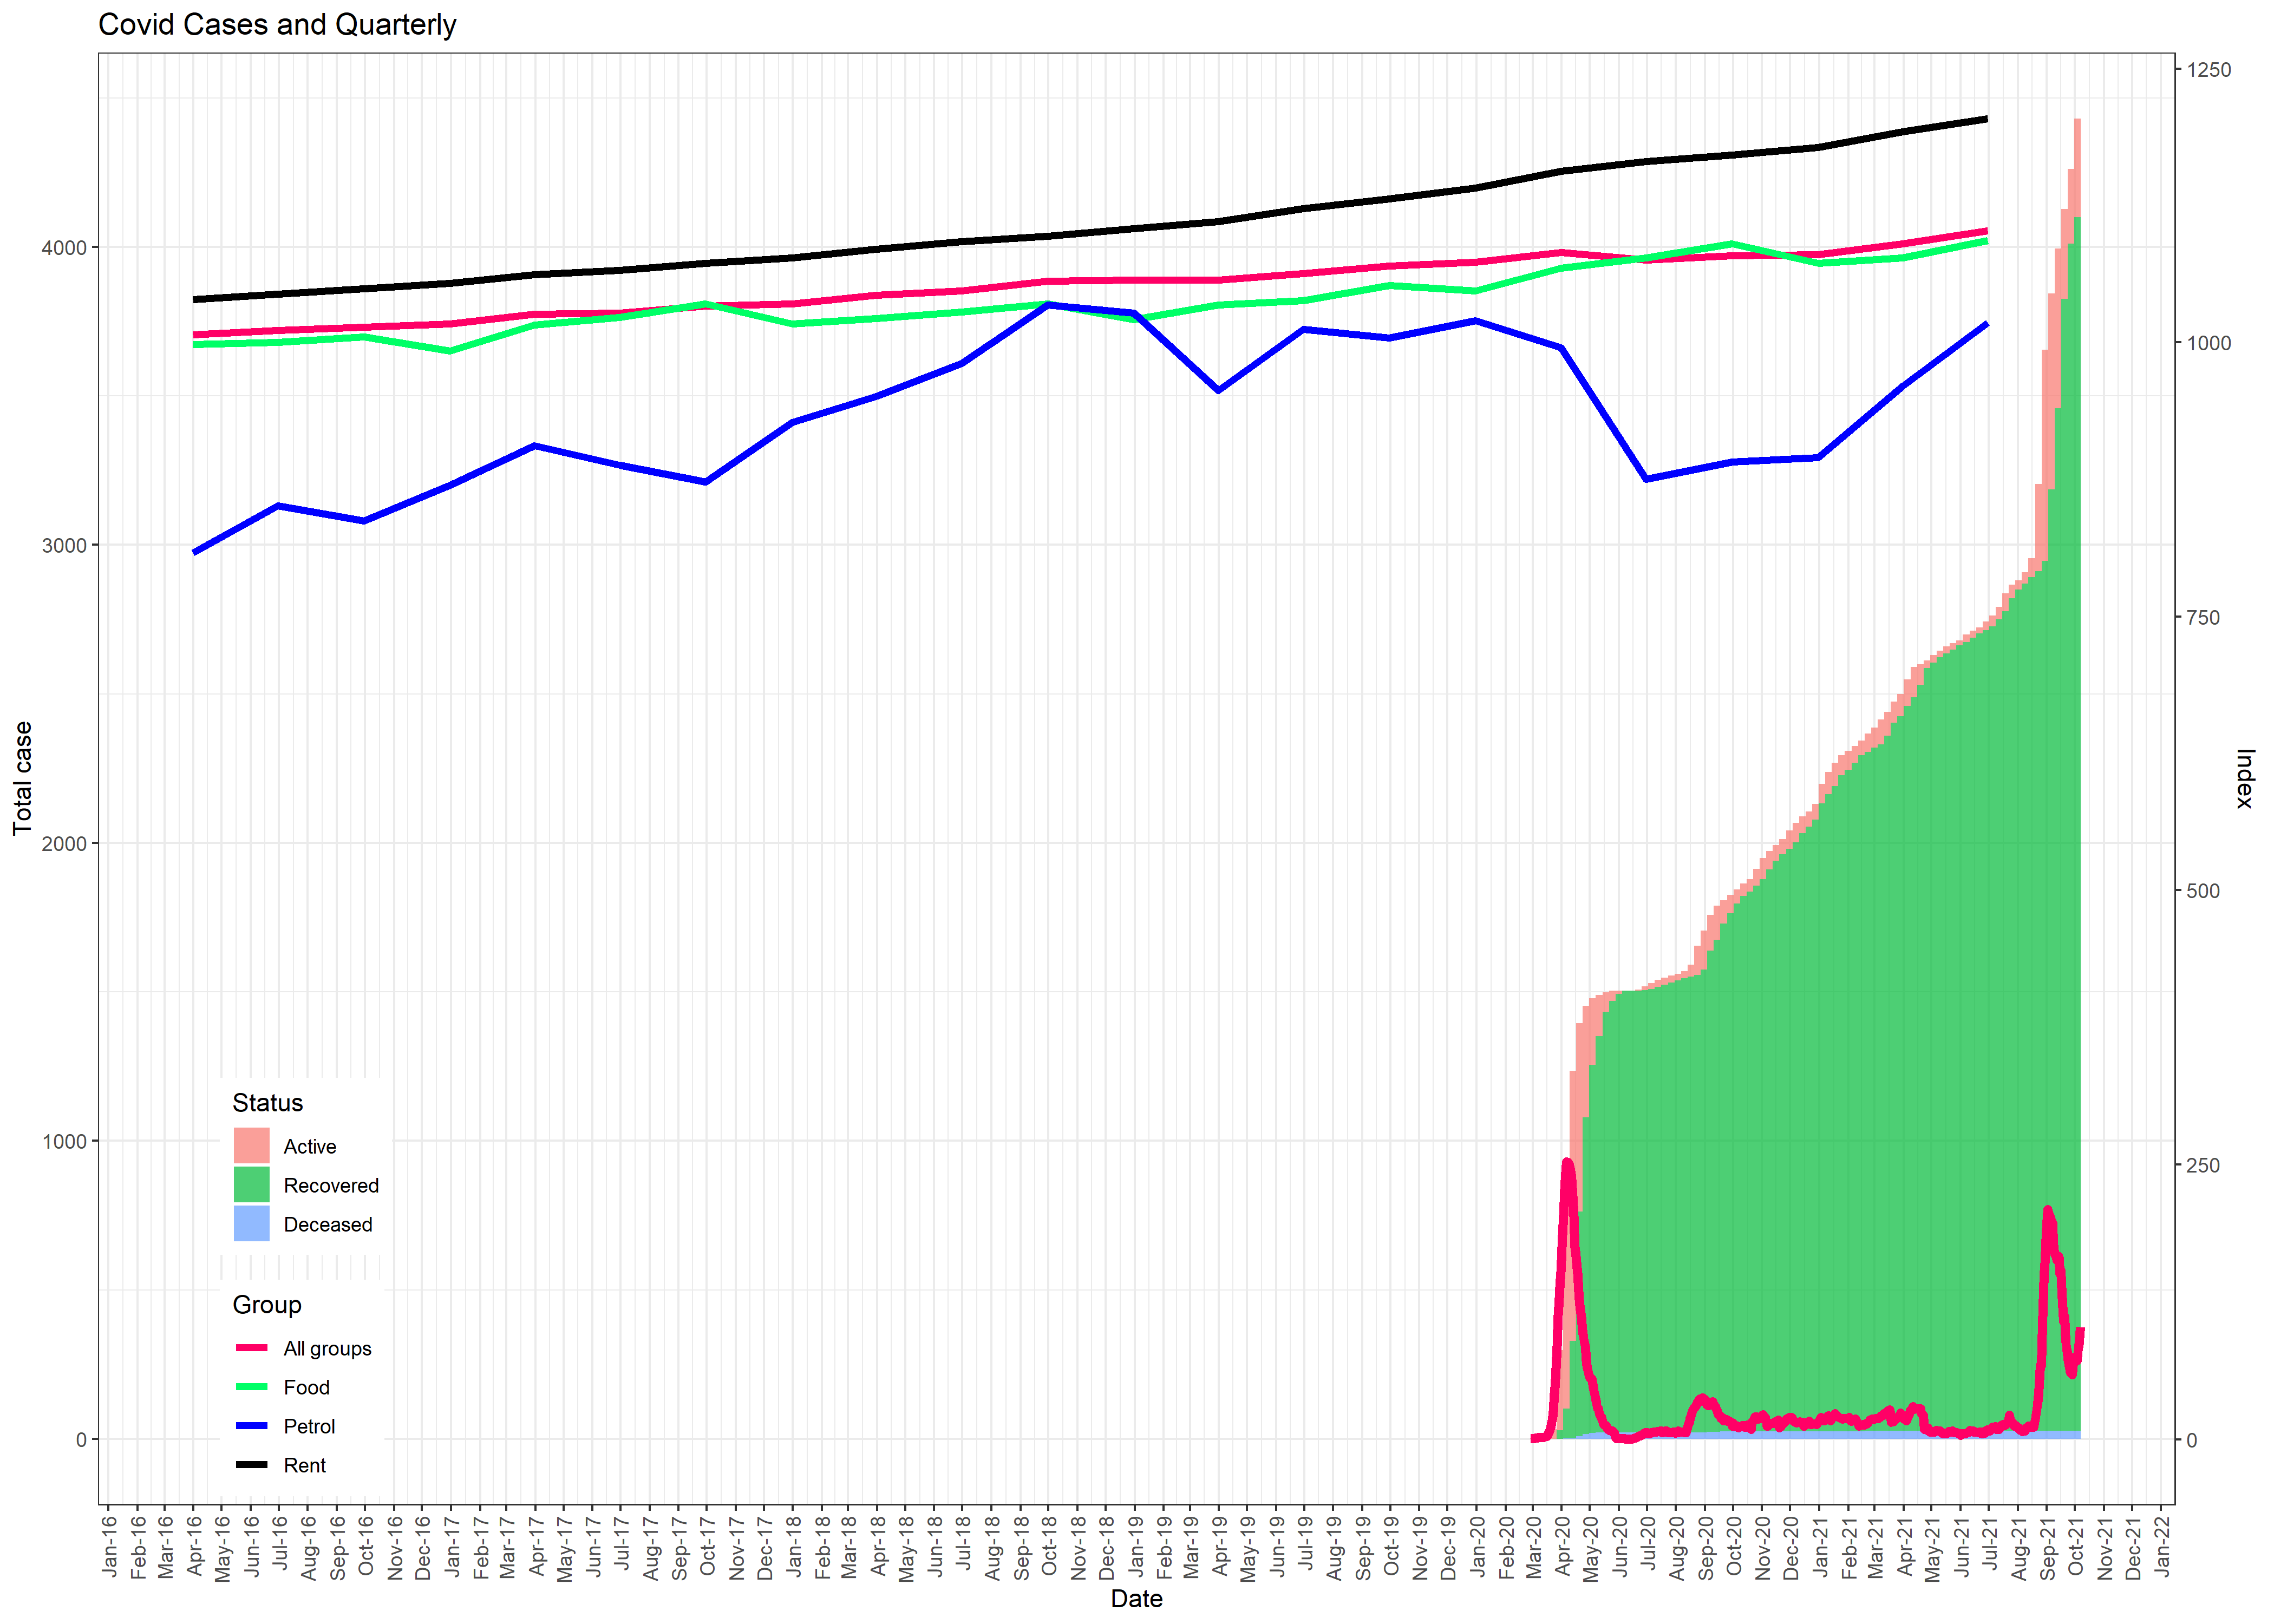 Covid Cases and Quarterly
Total case
4000
3000
2000
1000
0
1250
1000
750
500
250
0
Index
Status
Active
Recovered
Deceased
Group
All groups
Food
Petrol
Rent
Jan-16
Feb-16
Mar-16
Apr-16
May-16
Jun-16
Jul-16
Aug-16
Sep-16
Oct-16
Nov-16
Dec-16
Jan-17
Feb-17
Mar-17
Apr-17
May-17
Jun-17
Jul-17
Aug-17
Sep-17
Oct-17
Nov-17
Dec-17
Jan-18
Feb-18
Mar-18
Apr-18
May-18
Jun-18
Jul-18
Aug-18
Sep-18
Oct-18
Nov-18
Dec-18
Jan-19
Feb-19
Mar-19
Apr-19
May-19
Jun-19
Jul-19
Aug-19
Sep-19
Oct-19
Nov-19
Dec-19
Jan-20
Feb-20
Mar-20
Apr-20
May-20
Jun-20
Jul-20
Aug-20
Sep-20
Oct-20
Nov-20
Dec-20
Jan-21
Feb-21
Mar-21
Apr-21
May-21
Jun-21
Jul-21
Aug-21
Sep-21
Oct-21
Nov-21
Dec-21
Jan-22
Date